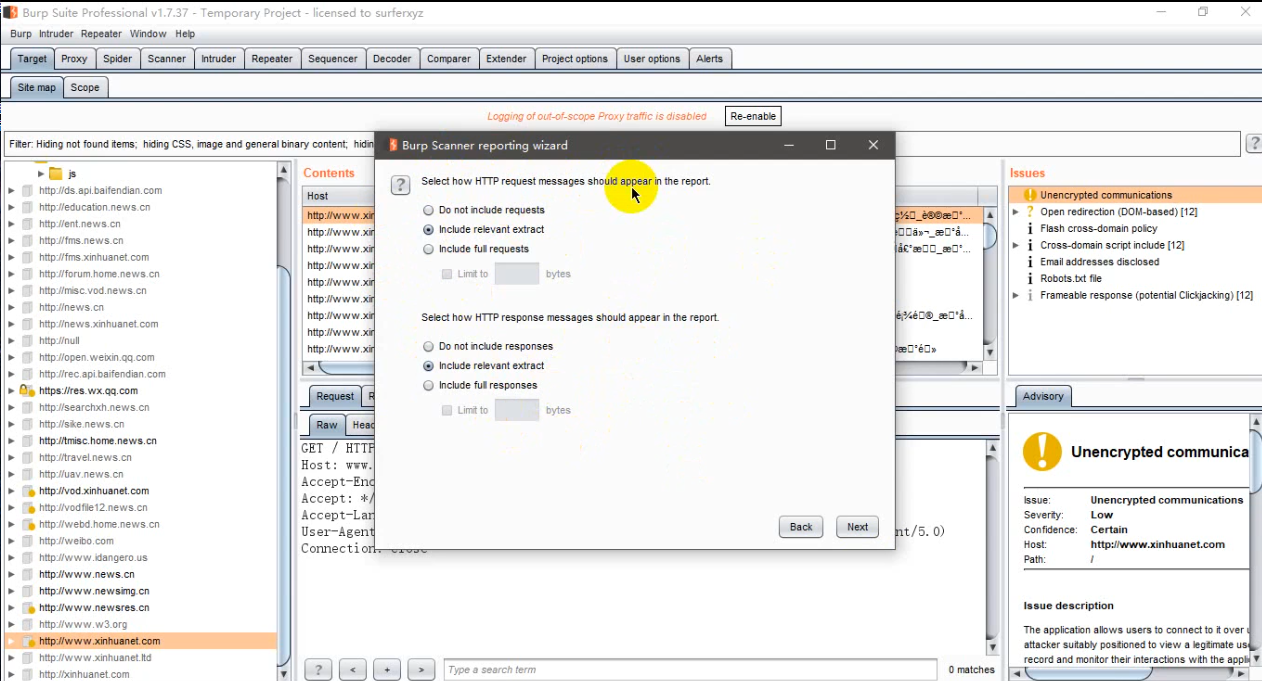 Burp Suite Professional v1.7.37 - Temporary Project - licensed to surferxyz
Burp Intruder Repeater Window Help
Target Proxy Spider Scanner Intruder Repeater Sequencer Decoder Comparer Extender Project options User options Alerts
Site map Scope
Logging of out-of-scope Proxy traffic is disabled Re-enable
Filter: Hiding not found items; hiding CSS, image and general binary content;
?
js
http://ds.api.baifendian.com
http://education.news.cn
http://ent.news.cn
http://fms.news.cn
http://fms.xinhuanet.com
http://forum.home.news.cn
http://misc.vod.news.cn
http://news.cn
http://news.xinhuanet.com
http://null
http://open.weixin.qq.com
http://rec.api.baifendian.com
https://res.wx.qq.com
http://searchxh.news.cn
http://sike.news.cn
http://tmisc.home.news.cn
http://travel.news.cn
http://uav.news.cn
http://vod.xinhuanet.com
http://vodfile12.news.cn
http://webd.home.news.cn
http://weibo.com
http://www.idangero.us
http://www.news.cn
http://www.newsimg.cn
http://www.newsres.cn
http://www.w3.org
http://www.xinhuanet.com
http://www.xinhuanet.ltd
http://xinhuanet.com
Contents
Host
http://www.xin
http://www.xin
http://www.xin
http://www.xin
http://www.xin
http://www.xin
http://www.xin
http://www.xin
http://www.xin
Request
Raw Head
GET / HTTP
Host: www.
Accept-Enc
Accept: */
Accept-Lan
User-Agent
nt/5.0)
Connection: close
? < + > Type a search term 0 matches
Burp Scanner reporting wizard
?
Select how HTTP request messages should appear in the report.
Do not include requests
Include relevant extract
Include full requests
Limit to bytes
Select how HTTP response messages should appear in the report.
Do not include responses
Include relevant extract
Include full responses
Limit to bytes
Back Next
Issues
Unencrypted communications
Open redirection (DOM-based) [12]
Flash cross-domain policy
Cross-domain script include [12]
Email addresses disclosed
Robots.txt file
Frameable response (potential Clickjacking) [12]
Advisory
Unencrypted communica
Issue: Unencrypted communications
Severity: Low
Confidence: Certain
Host: http://www.xinhuanet.com
Path: /
Issue description
The application allows users to connect to it over
attacker suitably positioned to view a legitimate
record and monitor their interactions with the